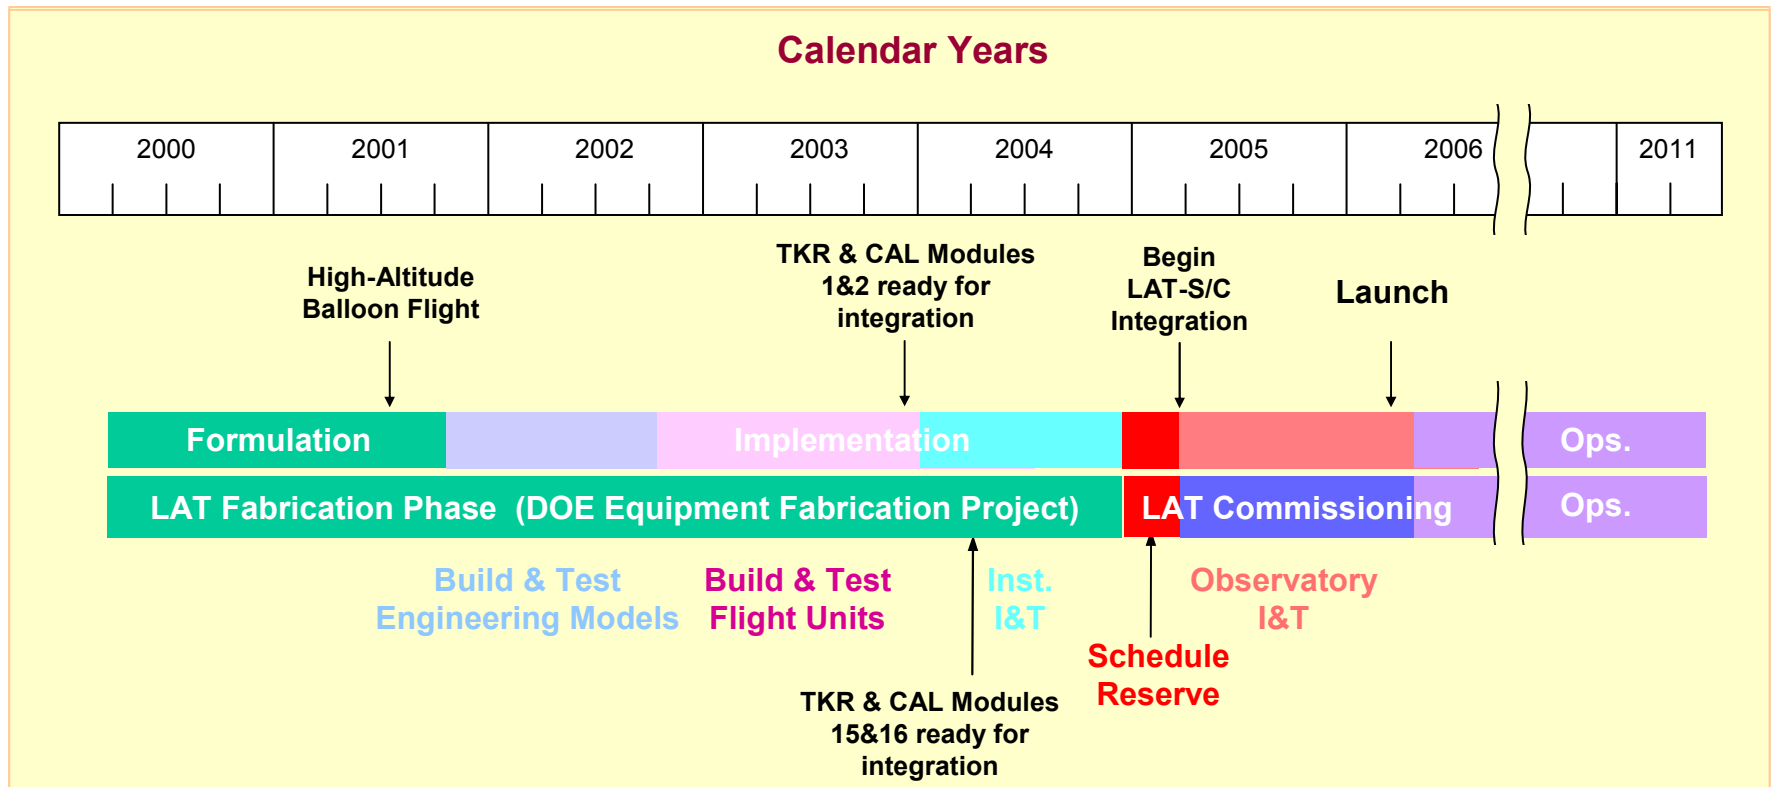 Calendar Years
2000 2001 2002 2003 2004 2005 2006 2011
High-Altitude
Balloon Flight
TKR & CAL Modules
1&2 ready for
integration
Begin
LAT-S/C
Integration
Launch
Formulation
Implementation
Ops.
LAT Fabrication Phase (DOE Equipment Fabrication Project)
LAT Commissioning
Ops.
Build & Test
Engineering Models
Build & Test
Flight Units
Inst.
I&T
Observatory
I&T
Schedule
Reserve
TKR & CAL Modules
15&16 ready for
integration